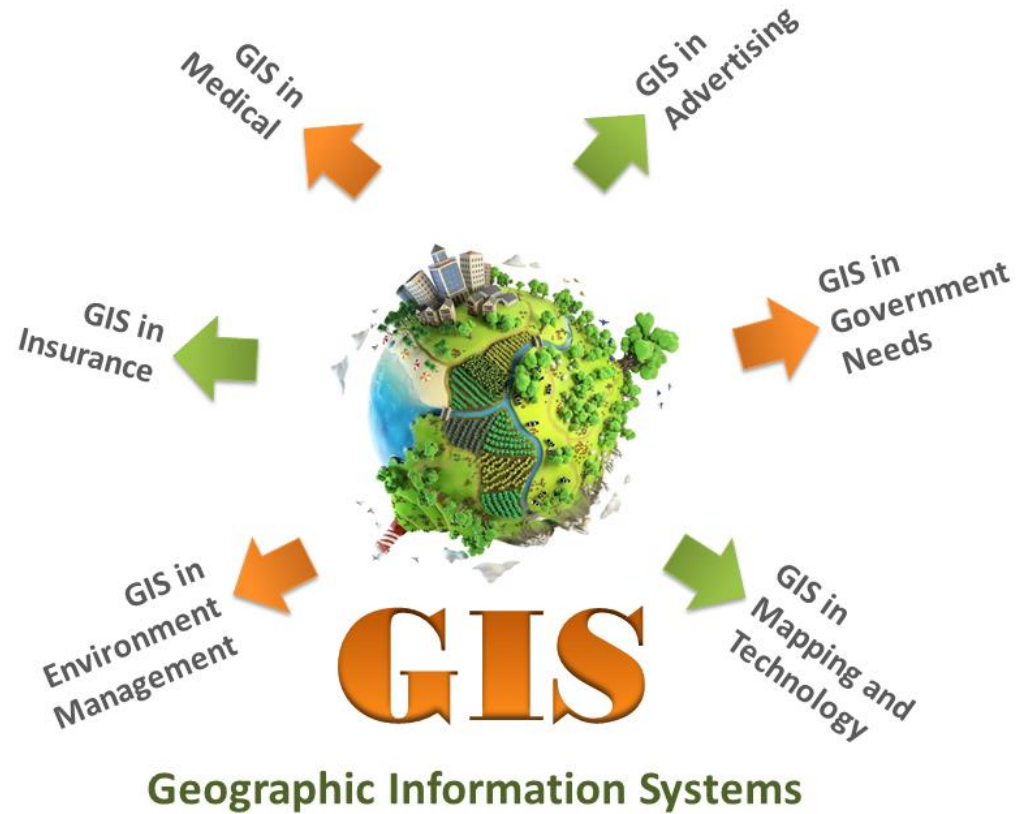 GIS in
Medical
GIS in
Advertising
GIS in
Insurance
GIS in
Government
Needs
GIS in
Environment
Management
GIS in
Mapping and
Technology
GIS
Geographic Information Systems